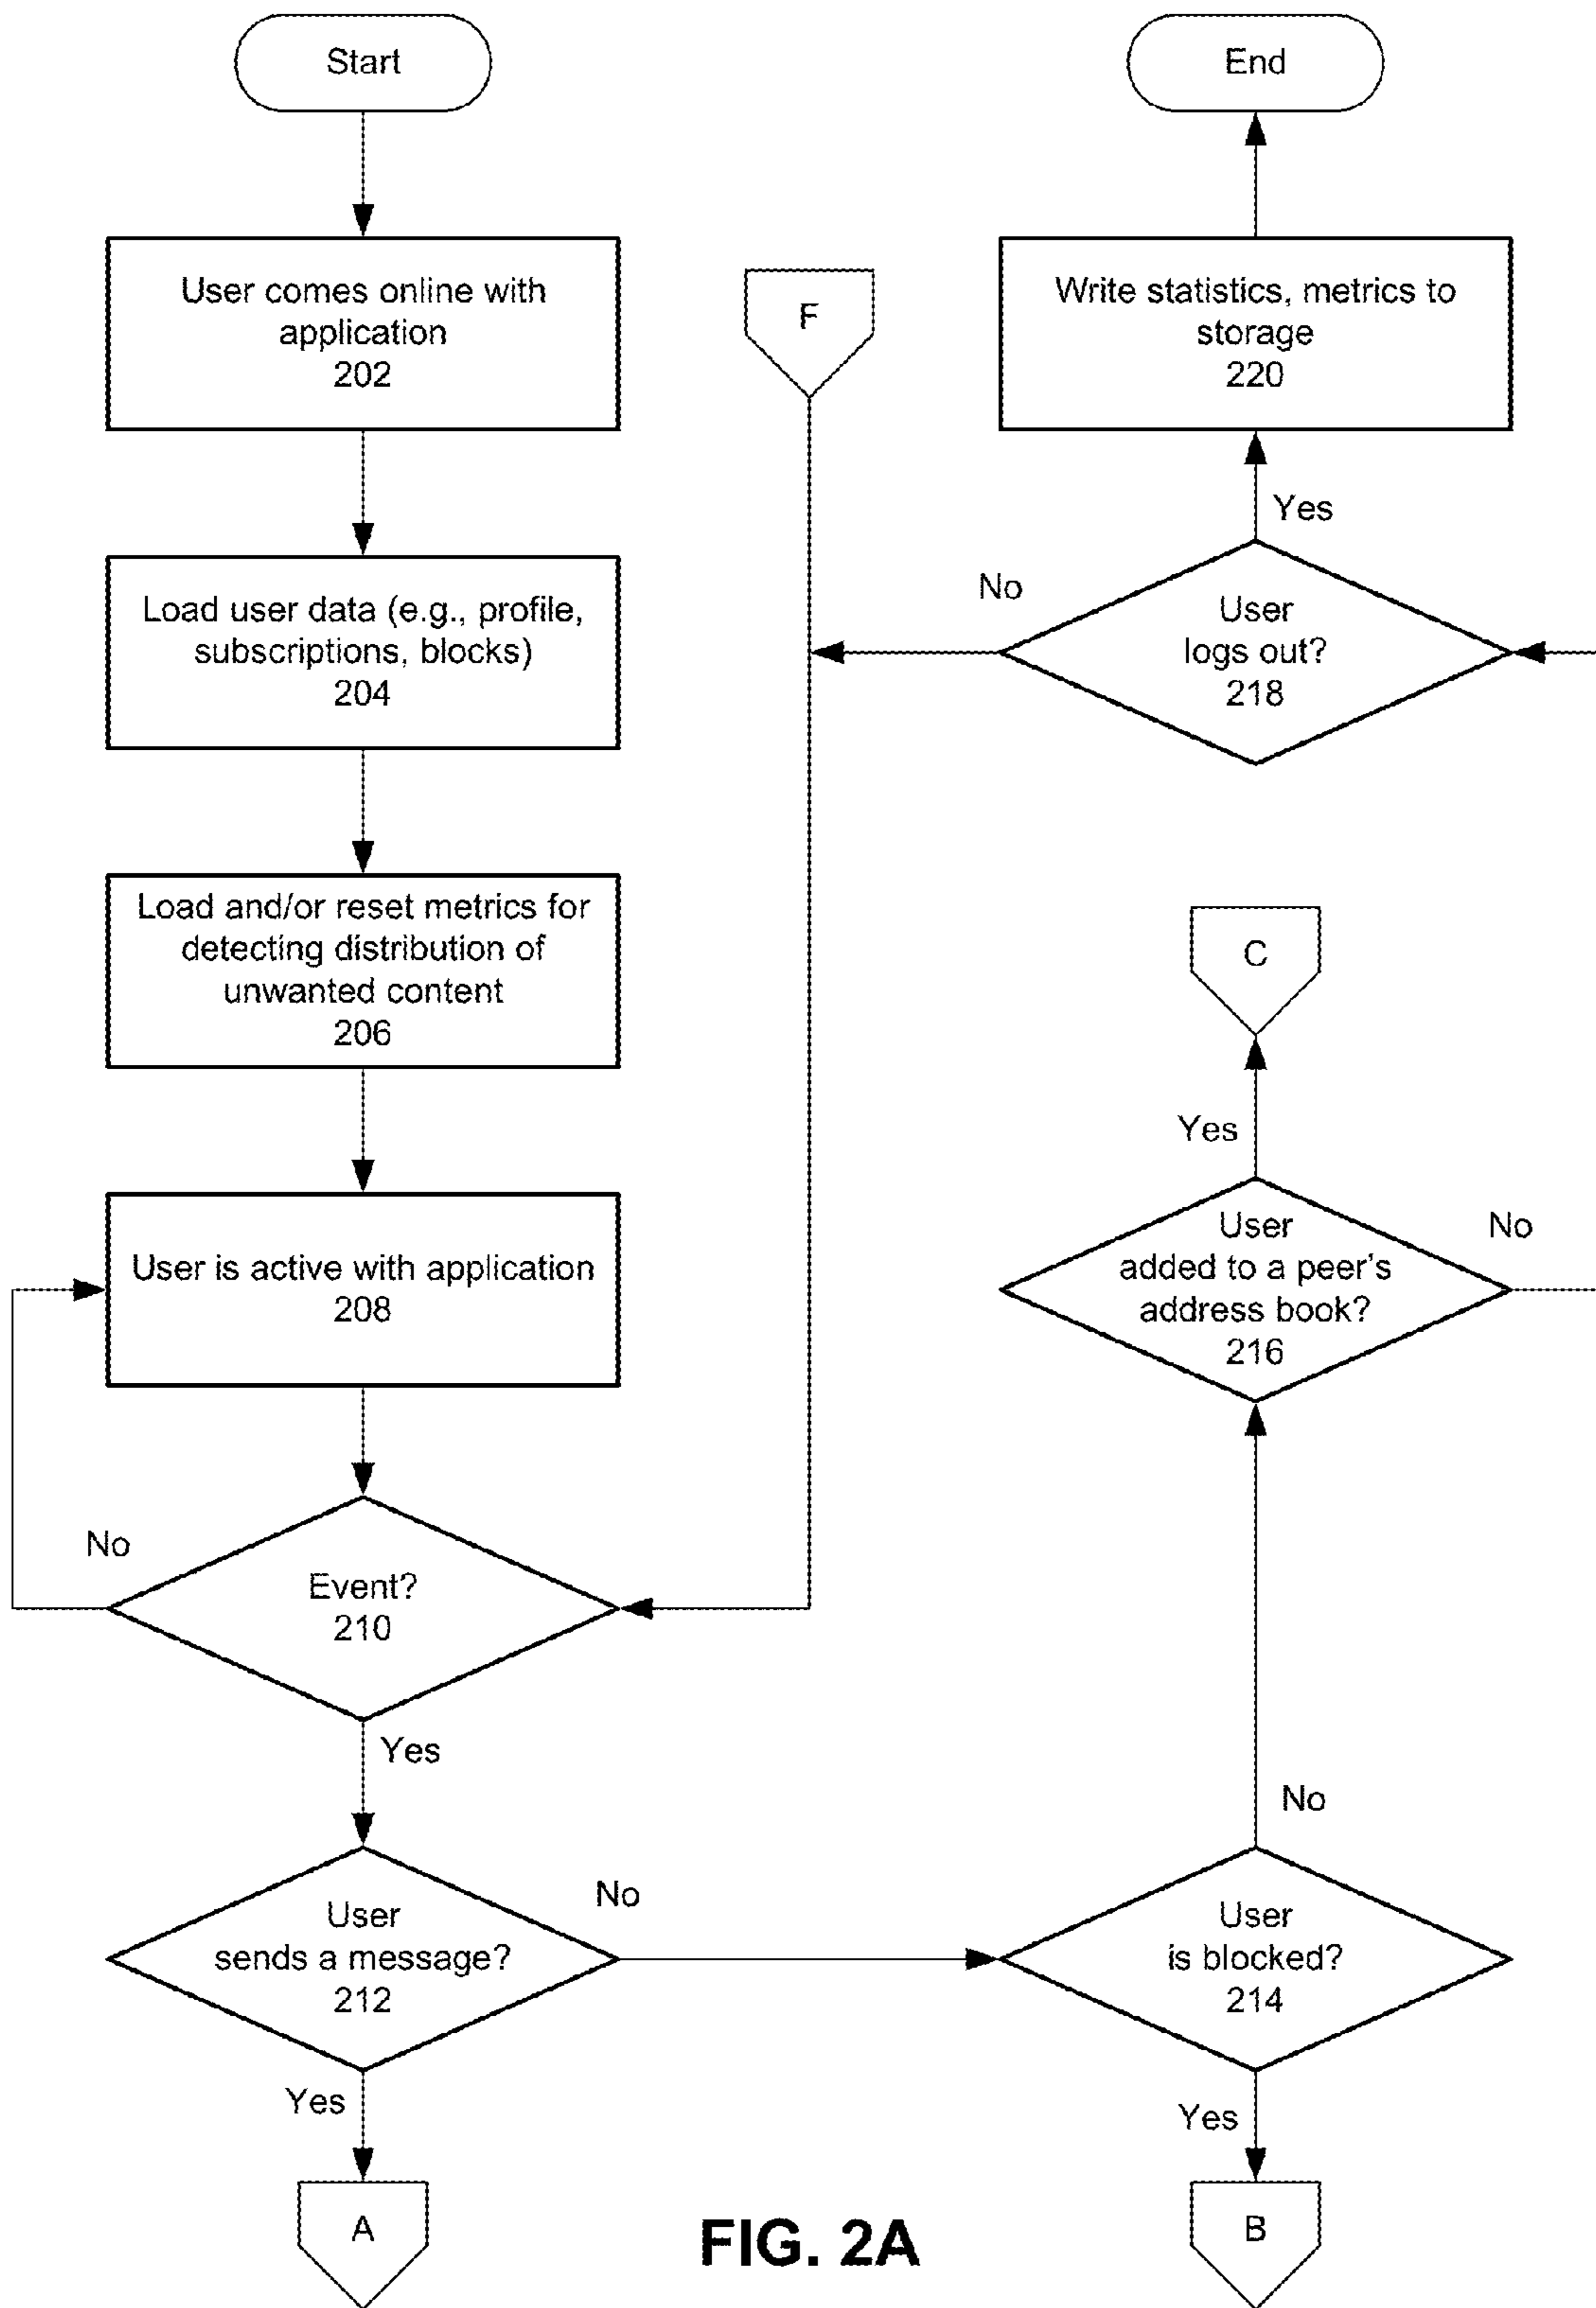 Start
User comes online with
application
202
Load user data (e.g., profile,
subscriptions, blocks)
204
Load and/or reset metrics for
detecting distribution of
unwanted content
206
User is active with application
208
No
Event?
210
Yes
User
sends a message?
212
No
Yes
A
F
End
Write statistics, metrics to
storage
220
Yes
No
User
logs out?
218
C
Yes
User
added to a peer's
address book?
216
No
No
User
is blocked?
214
Yes
B
FIG. 2A